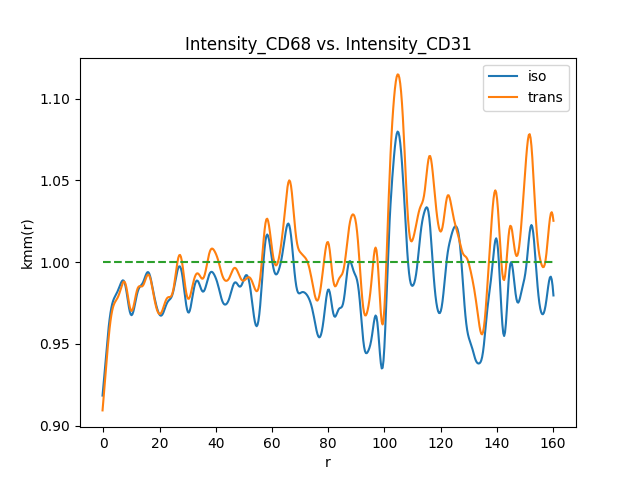 Intensity_CD68 vs. Intensity_CD31
iso
trans
kmm(r)
1.10
1.05
1.00
0.95
0.90
0 20 40 60 80 100 120 140 160
r